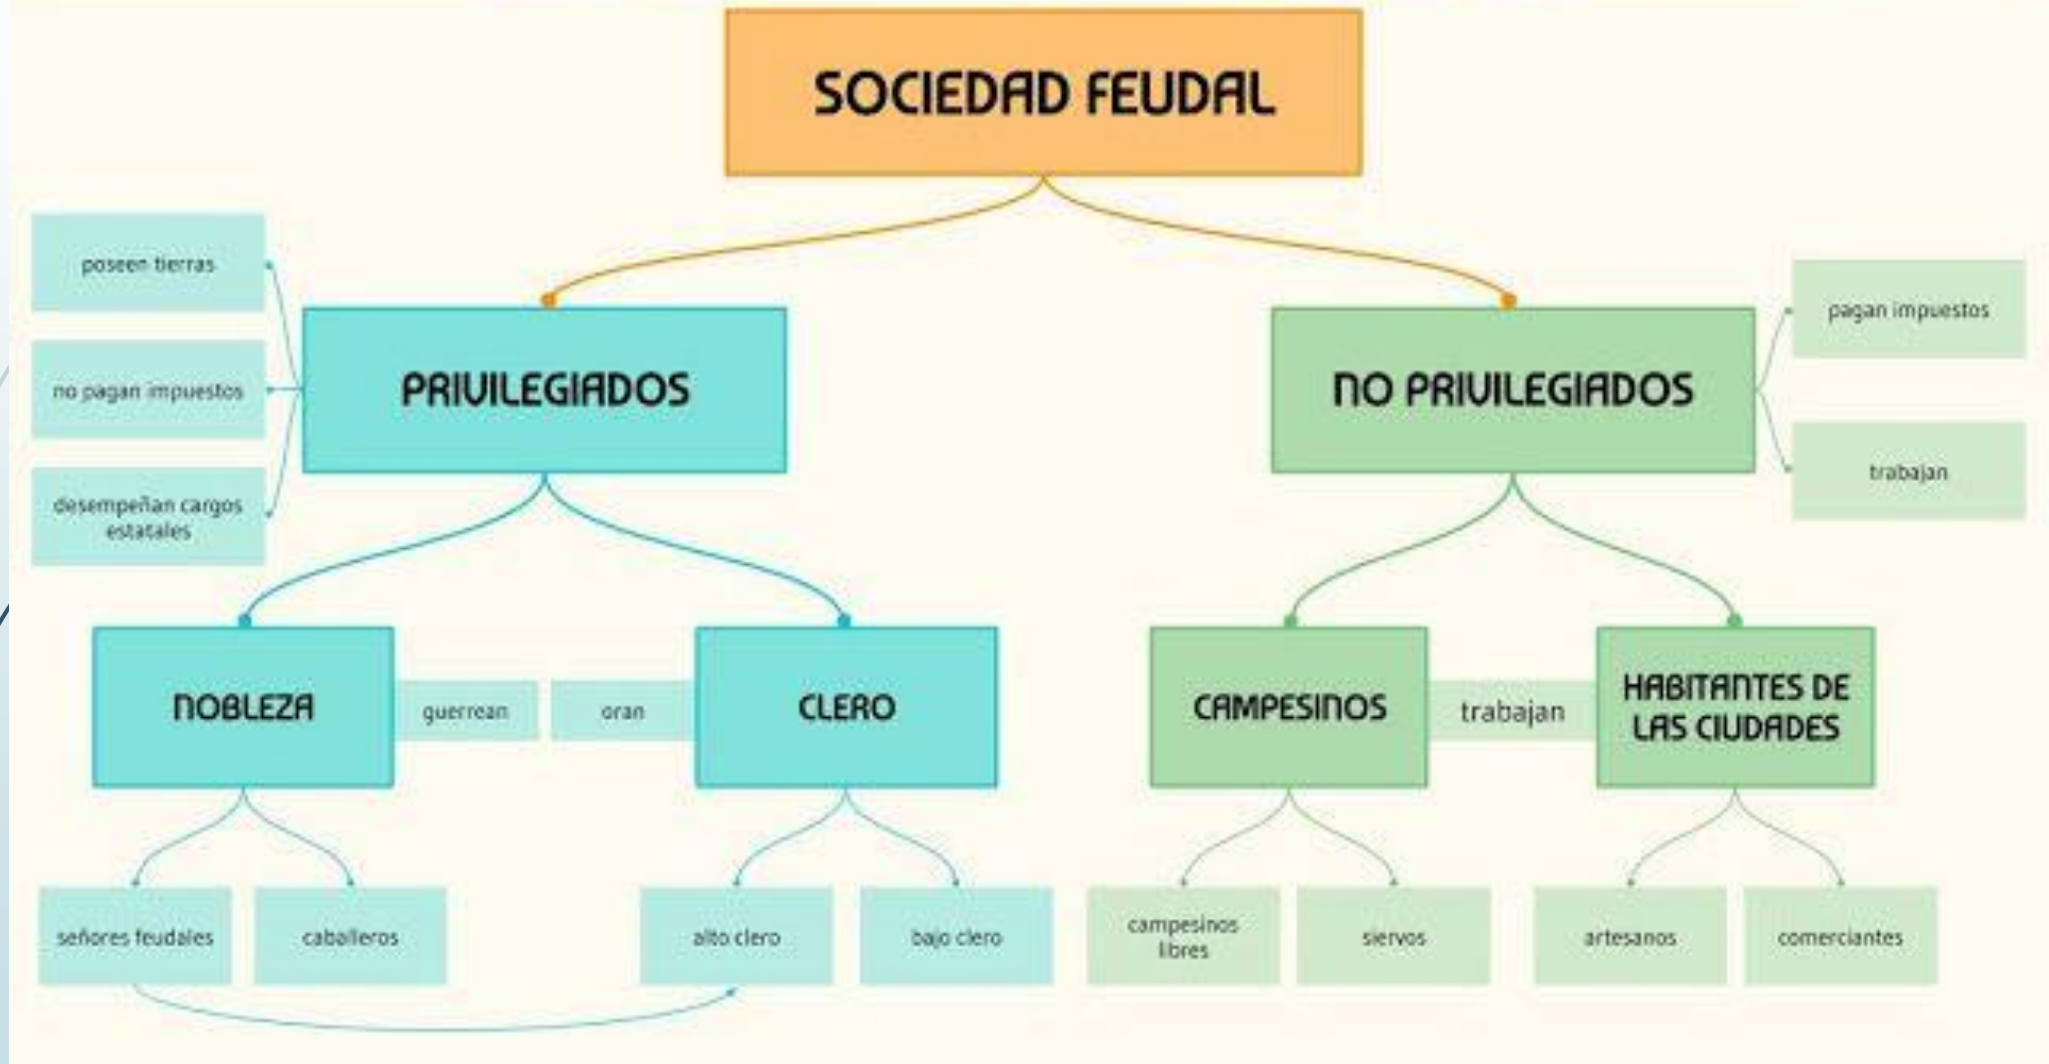 SOCIEDAD FEUDAL
poseen tierras
no pagan impuestos
desempeñan cargos
estatales
PRIVILEGIADOS
NO PRIVILEGIADOS
pagan impuestos
trabajan
NOBLEZA
guerrean
oran
CLERO
CAMPESINOS
trabajan
HABITANTES DE
LAS CIUDADES
señores feudales
caballeros
alto clero
bajo clero
campesinos
libres
siervos
artesanos
comerciantes